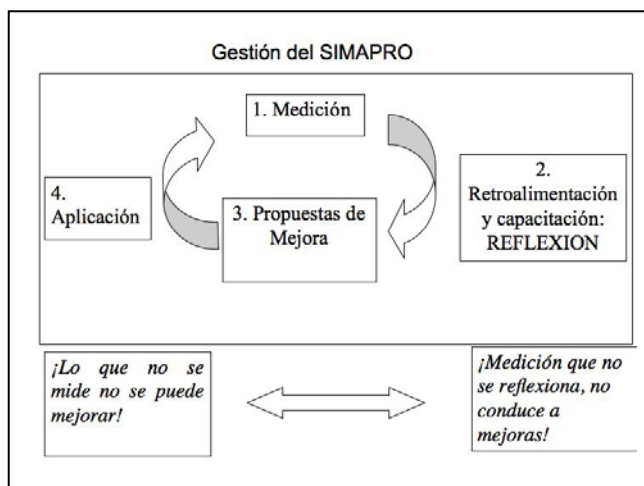 Gestión del SIMAPRO
1. Medición
2.
Retroalimentación
y capacitación:
REFLEXION
3. Propuestas de
Mejora
4.
Aplicación
¡Lo que no se
mide no se puede
mejorar!
¡Medición que no
se reflexiona, no
conduce a
mejoras!